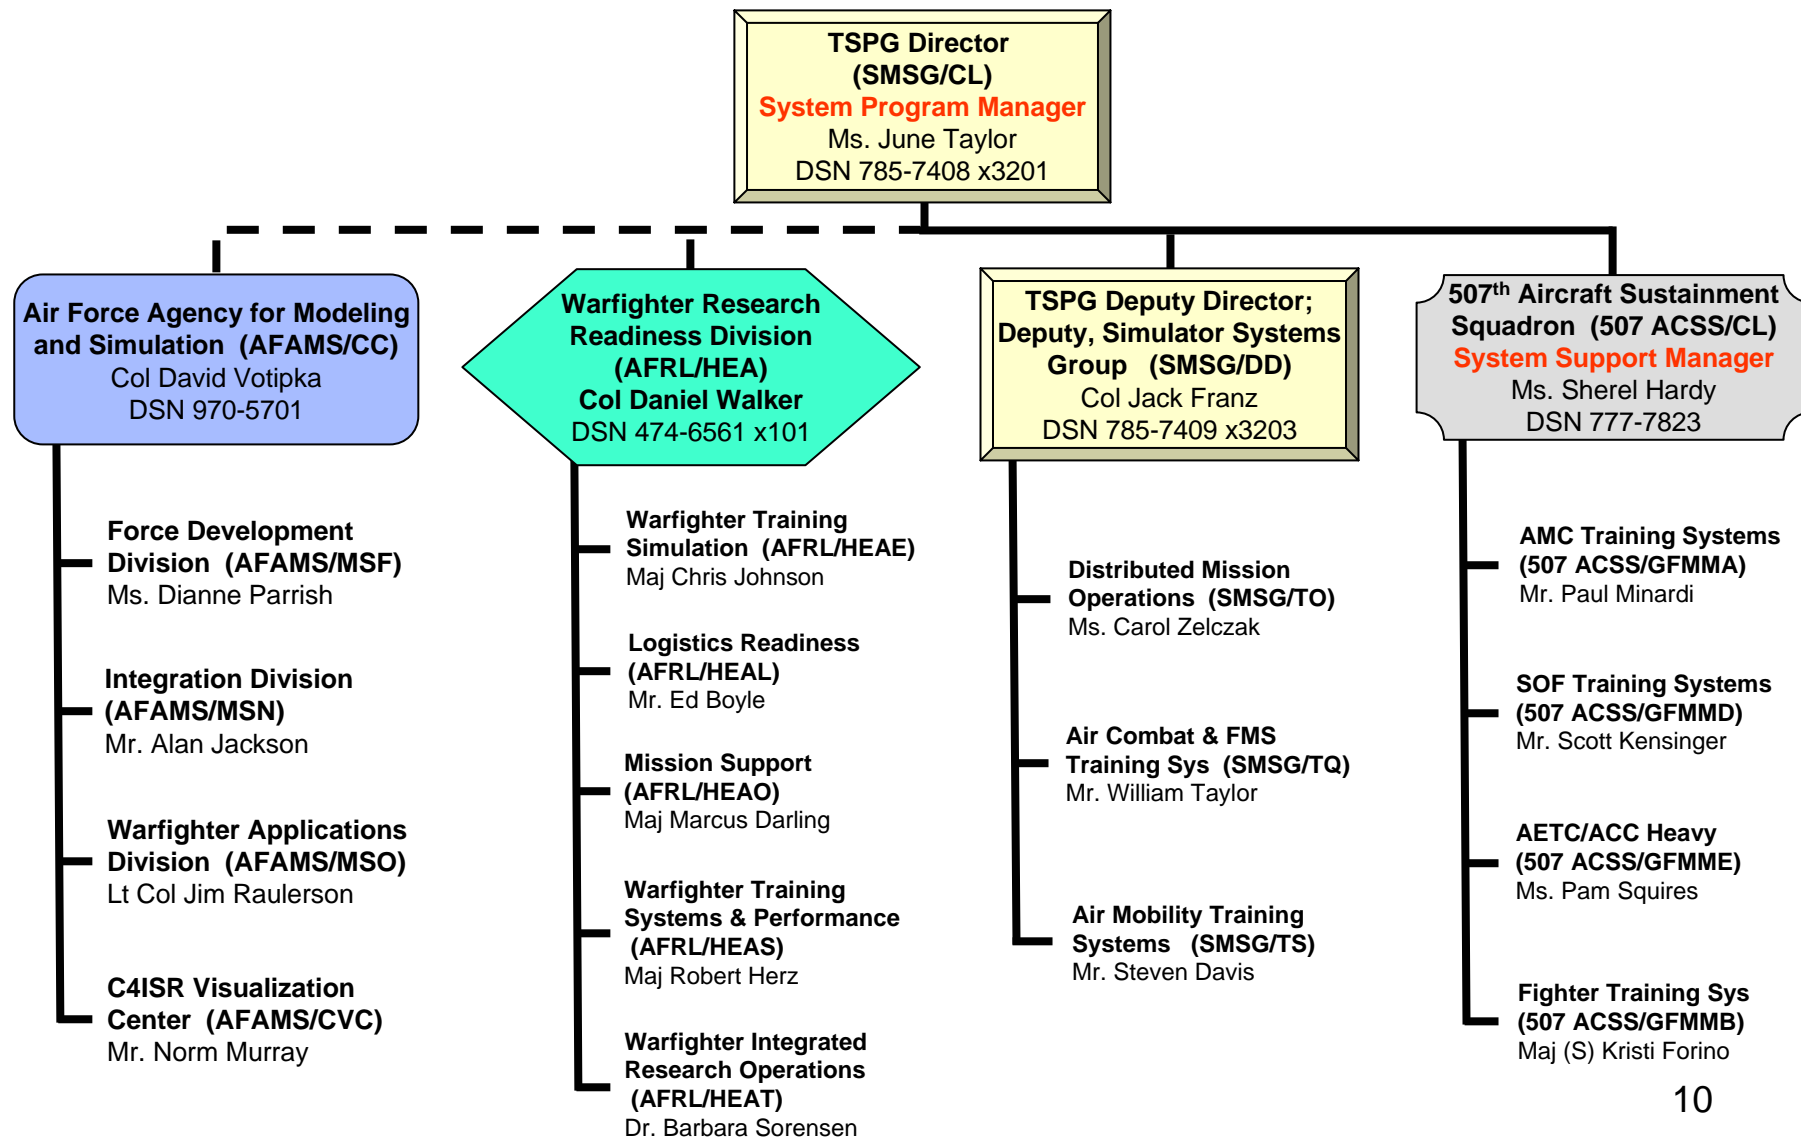 TSPG Director
(SMSG/CL)
System Program Manager
Ms. June Taylor
DSN 785-7408 x3201
Air Force Agency for Modeling
and Simulation (AFAMS/CC)
Col David Votipka
DSN 970-5701
Warfighter Research
Readiness Division
(AFRL/HEA)
Col Daniel Walker
DSN 474-6561 x101
TSPG Deputy Director;
Deputy, Simulator Systems
Group (SMSG/DD)
Col Jack Franz
DSN 785-7409 x3203
507th Aircraft Sustainment
Squadron (507 ACSS/CL)
System Support Manager
Ms. Sherel Hardy
DSN 777-7823
Force Development
Division (AFAMS/MSF)
Ms. Dianne Parrish
Integration Division
(AFAMS/MSN)
Mr. Alan Jackson
Warfighter Applications
Division (AFAMS/MSO)
Lt Col Jim Raulerson
C4ISR Visualization
Center (AFAMS/CVC)
Mr. Norm Murray
Warfighter Training
Simulation (AFRL/HEAE)
Maj Chris Johnson
Logistics Readiness
(AFRL/HEAL)
Mr. Ed Boyle
Mission Support
(AFRL/HEAO)
Maj Marcus Darling
Warfighter Training
Systems & Performance
(AFRL/HEAS)
Maj Robert Herz
Warfighter Integrated
Research Operations
(AFRL/HEAT)
Dr. Barbara Sorensen
Distributed Mission
Operations (SMSG/TO)
Ms. Carol Zelczak
Air Combat & FMS
Training Sys (SMSG/TQ)
Mr. William Taylor
Air Mobility Training
Systems (SMSG/TS)
Mr. Steven Davis
AMC Training Systems
(507 ACSS/GFMMA)
Mr. Paul Minardi
SOF Training Systems
(507 ACSS/GFMMD)
Mr. Scott Kensinger
AETC/ACC Heavy
(507 ACSS/GFMME)
Ms. Pam Squires
Fighter Training Sys
(507 ACSS/GFMMB)
Maj (S) Kristi Forino
10